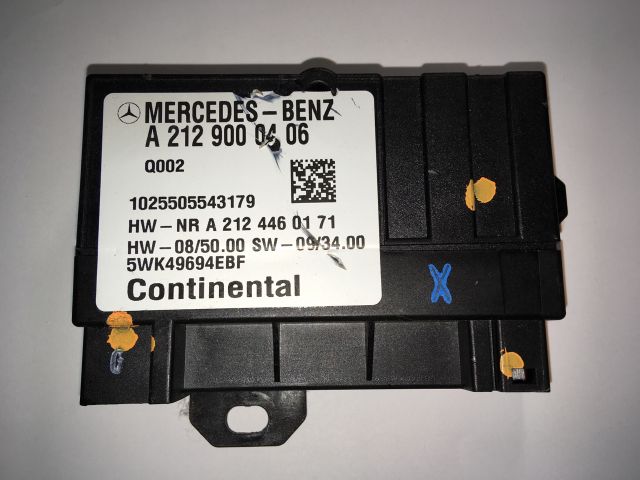 MERCEDES-BENZ
A 212 900 04 06
Q002
1025505543179
HW-NR A 212 446 01 71
HW-08/50.00 SW-09/34.00
5WK49694EBF
Continental
X